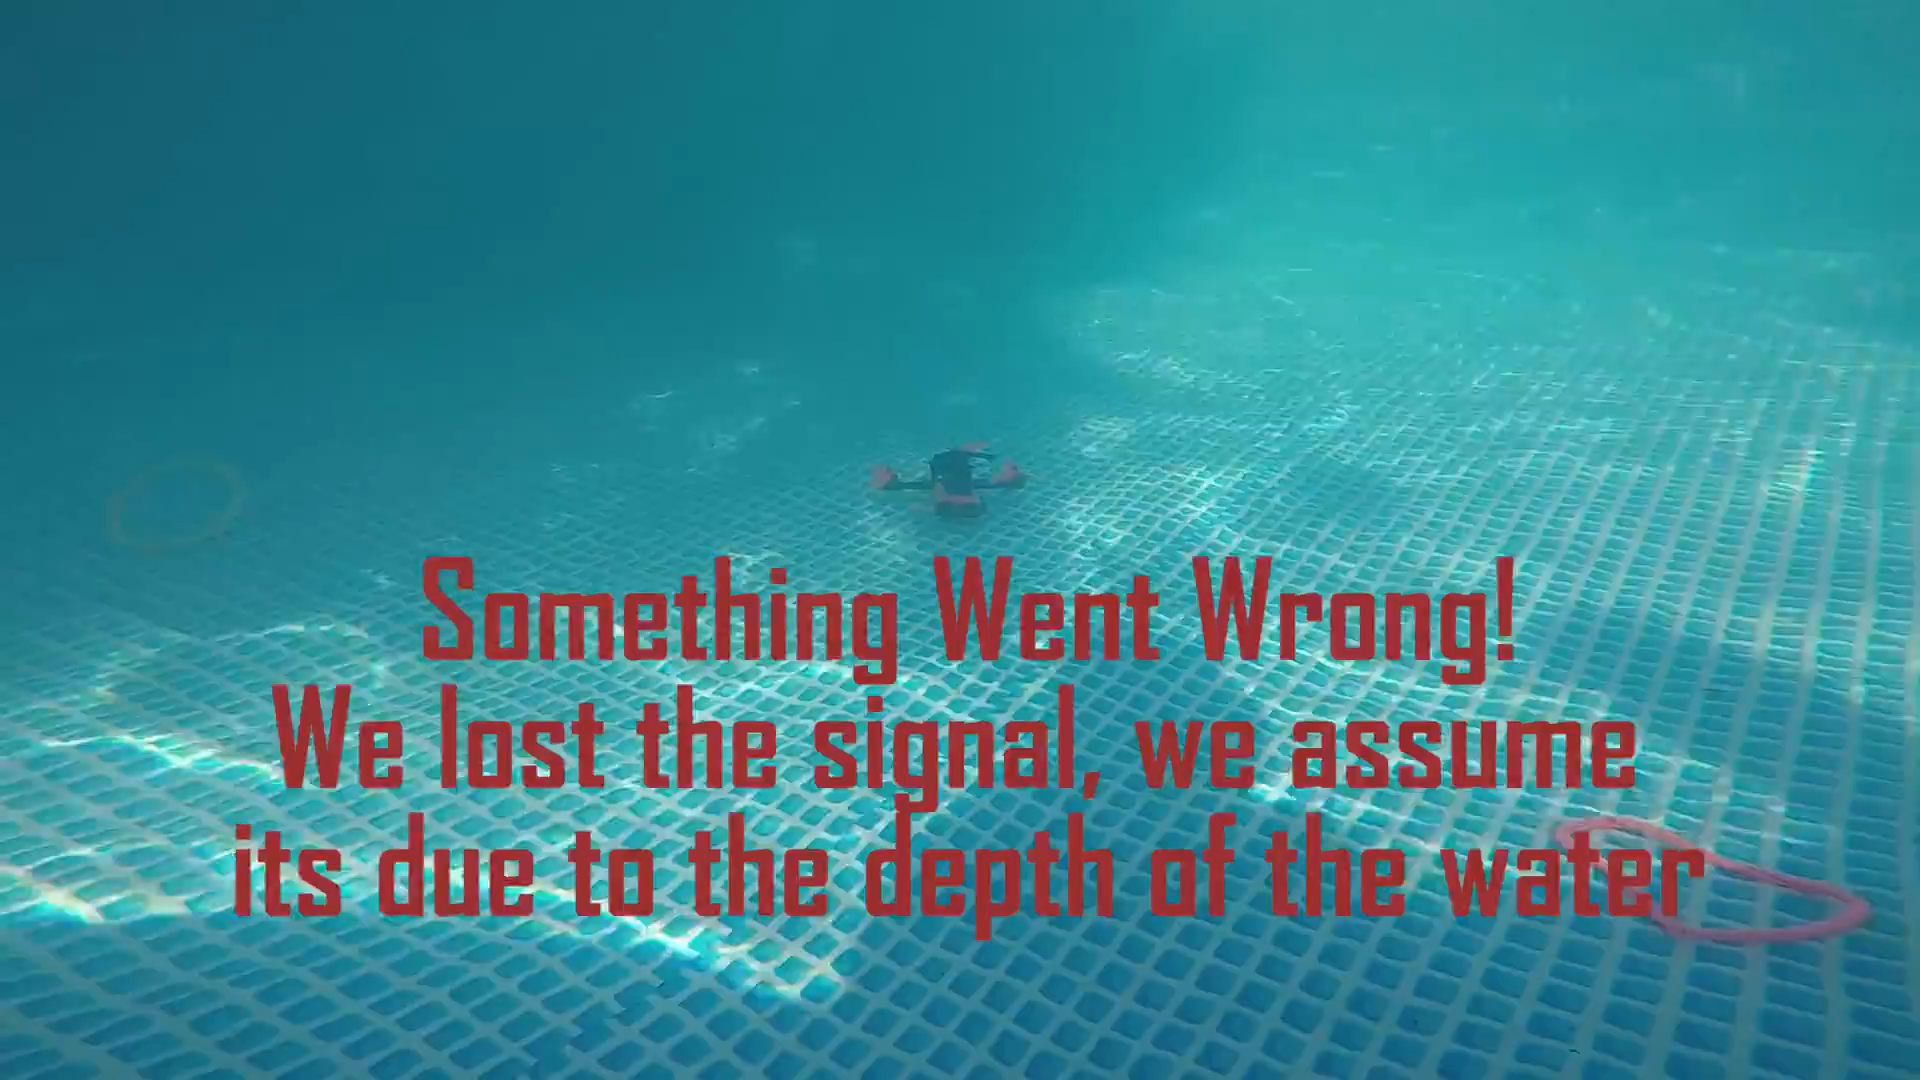 Something Went Wrong!
We lost the signal, we assume
its due to the depth of the water